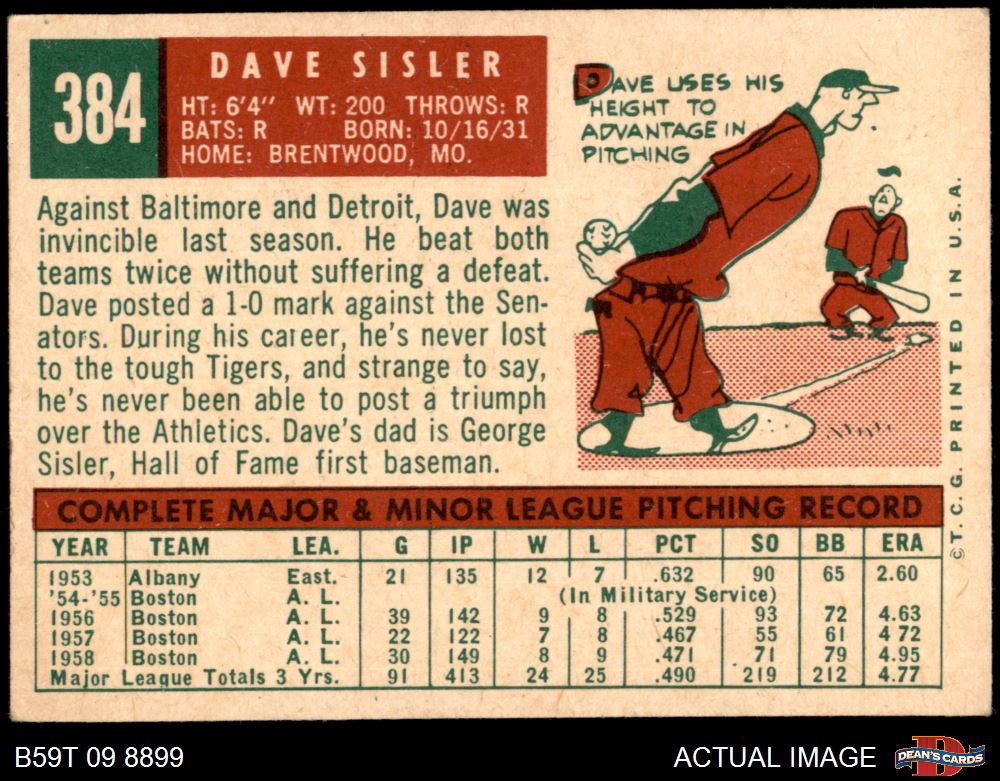 384
DAVE SISLER
HT: 6'4" WT: 200 THROWS: R
BATS: R BORN: 10/16/31
HOME: BRENTWOOD, MO.
DAVE USES HIS
HEIGHT TO
ADVANTAGE IN
PITCHING
Against Baltimore and Detroit, Dave was
invincible last season. He beat both
teams twice without suffering a defeat.
Dave posted a 1-0 mark against the Sen-
ators. During his career, he's never lost
to the tough Tigers, and strange to say,
he's never been able to post a triumph
over the Athletics. Dave's dad is George
Sisler, Hall of Fame first baseman.
©T.C.G. PRINTED IN U.S.A.
COMPLETE MAJOR & MINOR LEAGUE PITCHING RECORD
YEAR TEAM LEA. G IP W L PCT SO BB ERA
1953 Albany East. 21 135 12 7 .632 90 65 2.60
'54-'55 Boston A. L. (In Military Service)
1956 Boston A. L. 39 142 9 8 .529 93 72 4.63
1957 Boston A. L. 22 122 7 8 .467 55 61 4 72
1958 Boston A. L. 30 149 8 9 .471 71 79 4.95
Major League Totals 3 Yrs. 91 413 24 25 .490 219 212 4.77
B59T 09 8899
ACTUAL IMAGE
D
DEAN'S CARDS